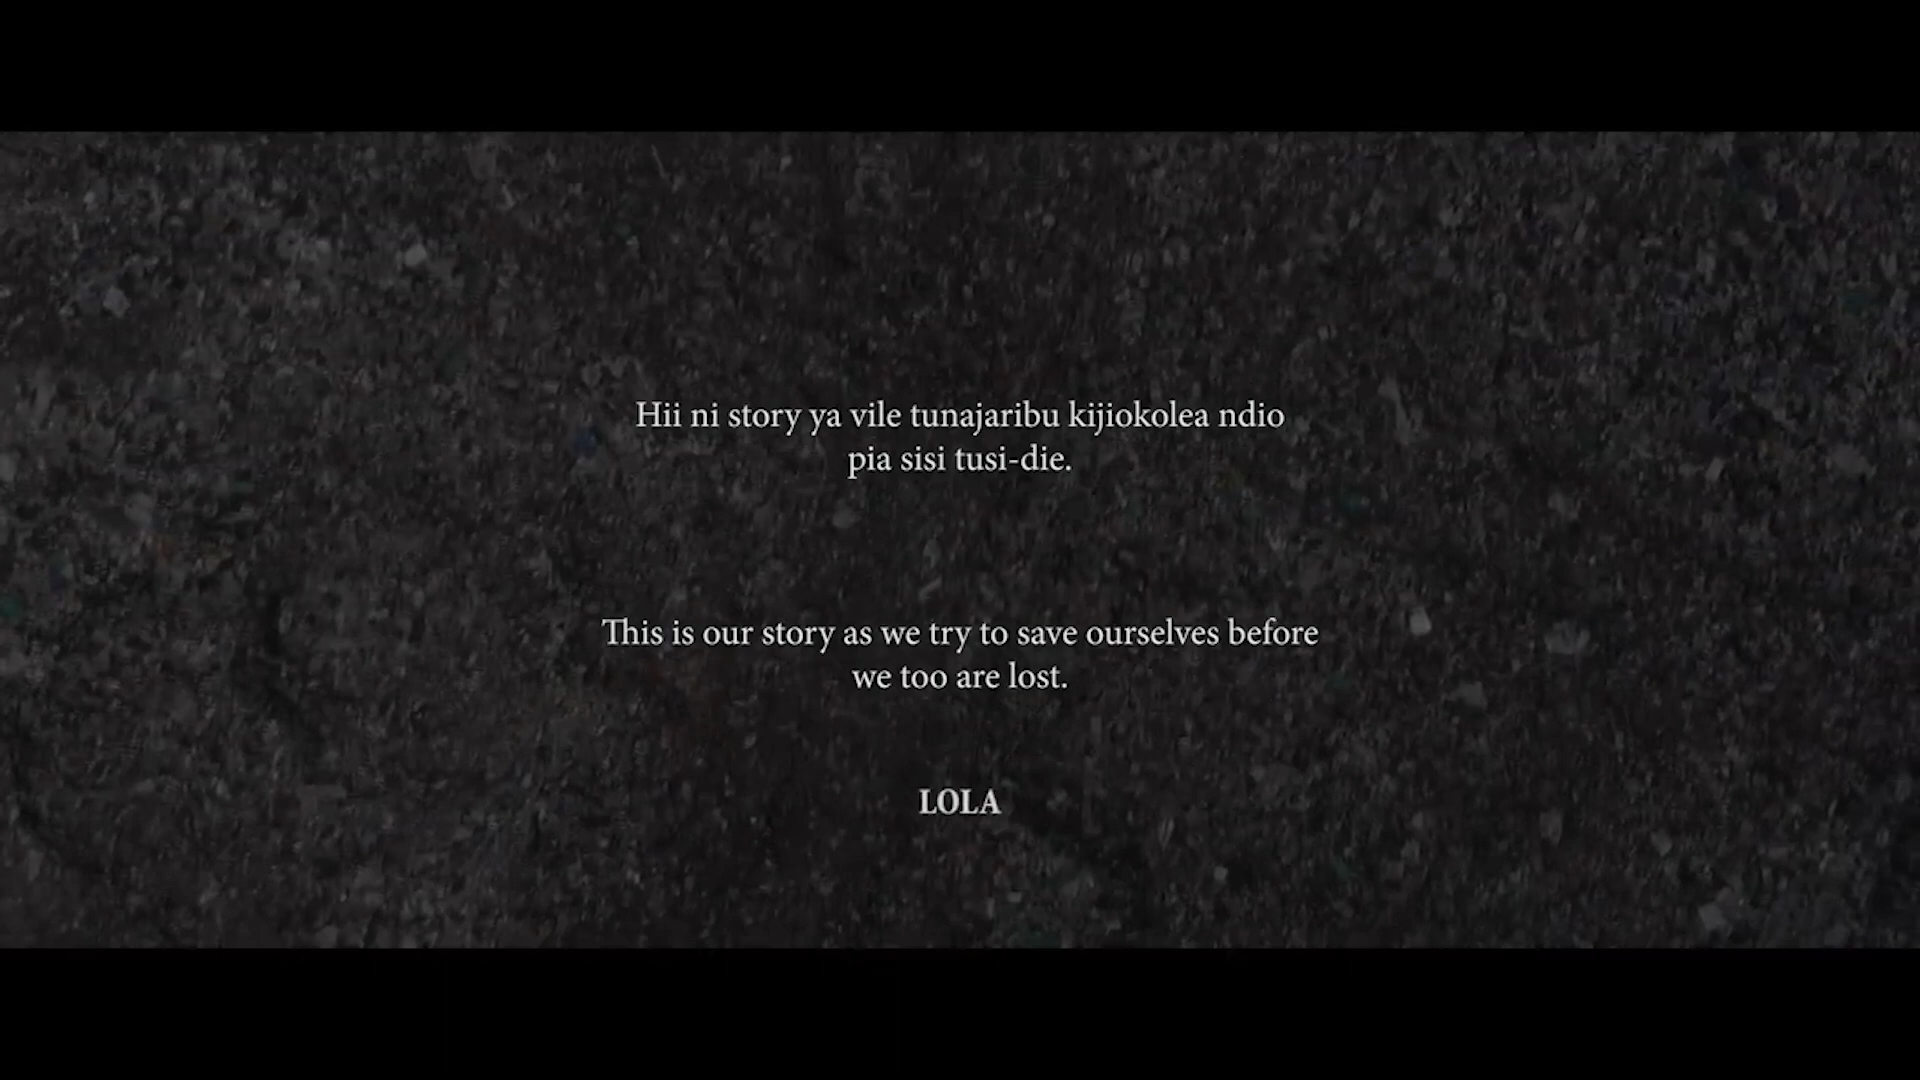 Hii ni story ya vile tunajaribu kijiokolea ndio
pia sisi tusi-die.
This is our story as we try to save ourselves before
we too are lost.
LOLA